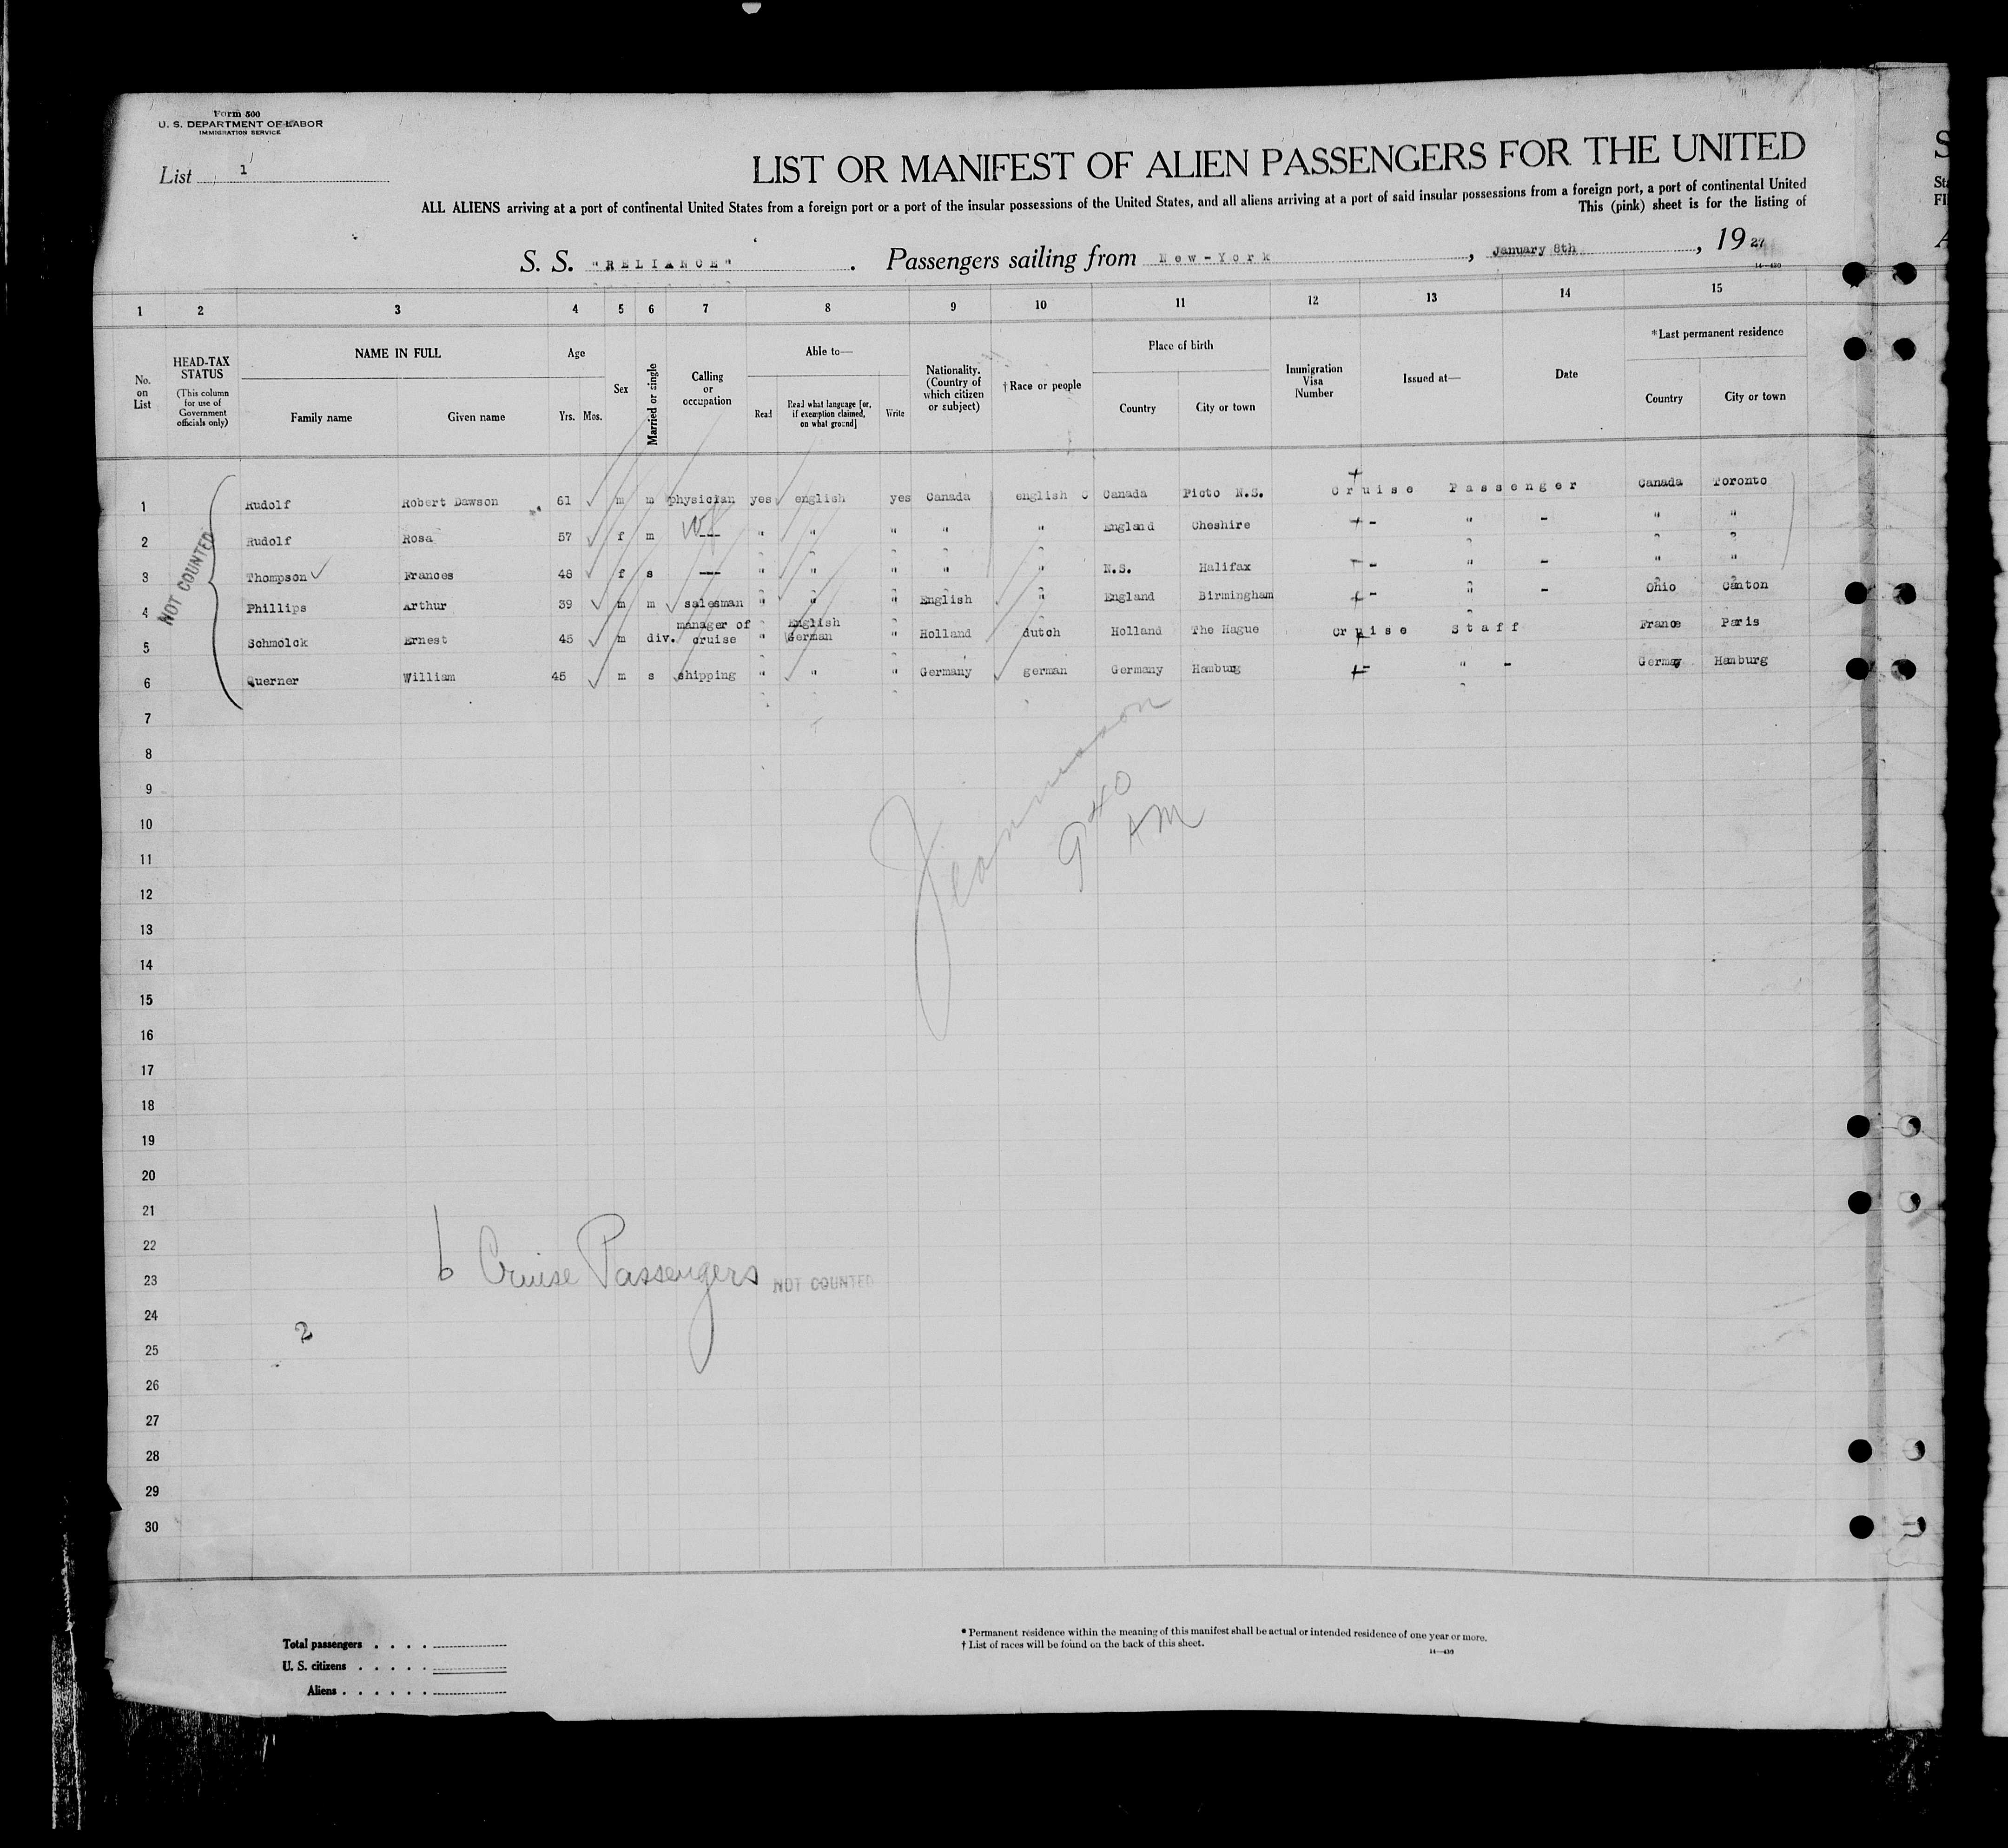 Form 500
U. S. DEPARTMENT OF LABOR
IMMIGRATION SERVICE
List 1
LIST OR MANIFEST OF ALIEN PASSENGERS FOR THE UNITED
ALL ALIENS arriving at a port of continental United States from a foreign port or a port of the insular possessions of the United States, and all aliens arriving at a port of said insular possessions from a foreign port, a port of continental United
This (pink) sheet is for the listing of
S. S. "RELIANCE" . Passengers sailing from New-York , January 8th , 1927
14-430
1 2 3 4 5 6 7 8 9 10 11 12 13 14 15
No. on List
HEAD-TAX STATUS (This column for use of Government officials only)
NAME IN FULL
Family name Given name
Age
Yrs. Mos.
Sex
Married or single
Calling or occupation
Able to—
Read Read what language [or, if exemption claimed, on what ground] Write
Nationality. (Country of which citizen or subject)
† Race or people
Place of birth
Country City or town
Immigration Visa Number
Issued at—
Date
*Last permanent residence
Country City or town
NOT COUNTED
1 Rudolf Robert Dawson 61 m m physician yes english yes Canada english Canada Picto N.S. Cruise Passenger Canada Toronto
2 Rudolf Rosa 57 f m --- " " " " " England Cheshire - " - " "
3 Thompson Frances 48 f s --- " " " " " N.S. Halifax - " - " "
4 Phillips Arthur 39 m m salesman " " " English " England Birmingham - " - Ohio Canton
5 Schmolck Ernest 45 m div. manager of cruise " English German " Holland dutch Holland The Hague Cruise Staff France Paris
6 Querner William 45 m s shipping " " " Germany german Germany Hamburg - " - Germay Hamburg
7
8
9
10
11
12
13
14
15
16
17
18
19
20
21
22
23
24
25
26
27
28
29
30
9 40
AM
6 Cruise Passengers NOT COUNTED
2
Total passengers . . . .
U. S. citizens . . . . .
Aliens . . . . . .
* Permanent residence within the meaning of this manifest shall be actual or intended residence of one year or more.
† List of races will be found on the back of this sheet.
14-430